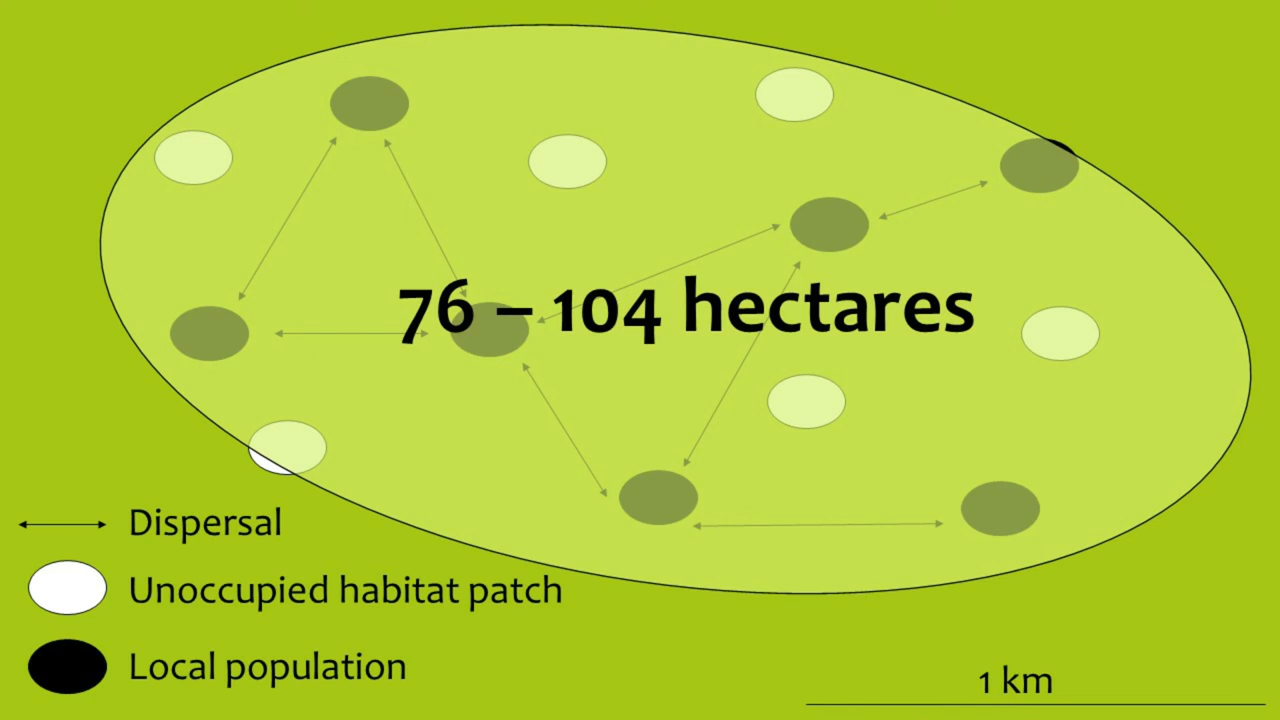 76 – 104 hectares
Dispersal
Unoccupied habitat patch
Local population
1 km